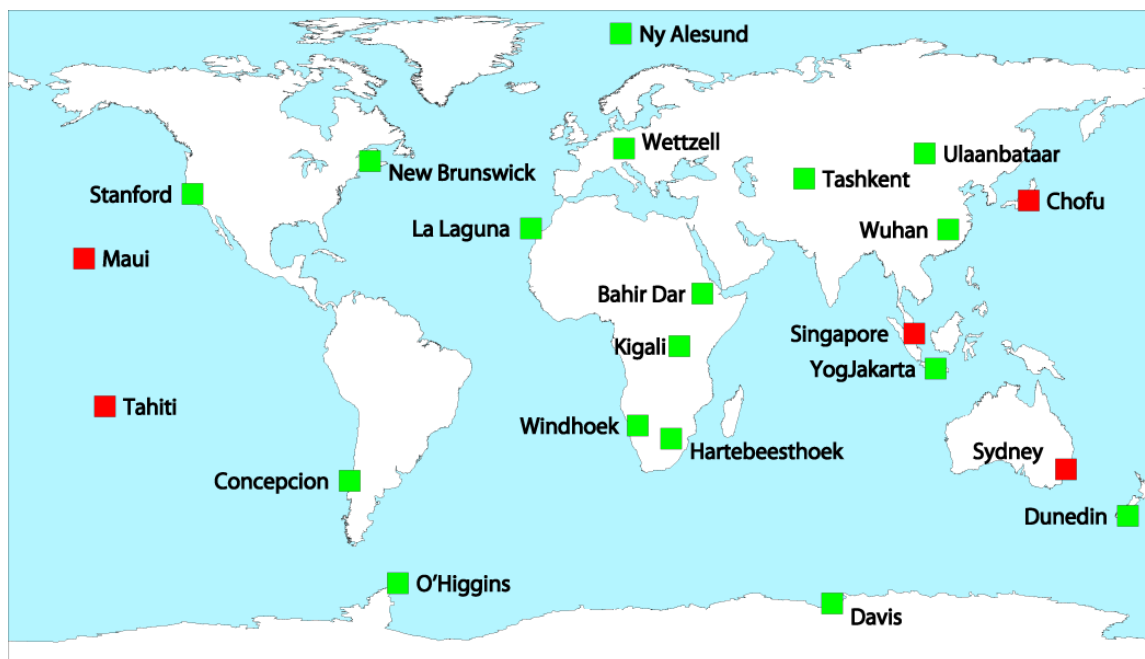 Ny Alesund
Wettzell
Ulaanbataar
New Brunswick
Tashkent
Stanford
Chofu
La Laguna
Wuhan
Maui
Bahir Dar
Singapore
Kigali
YogJakarta
Tahiti
Windhoek
Hartebeesthoek
Sydney
Concepcion
Dunedin
O'Higgins
Davis